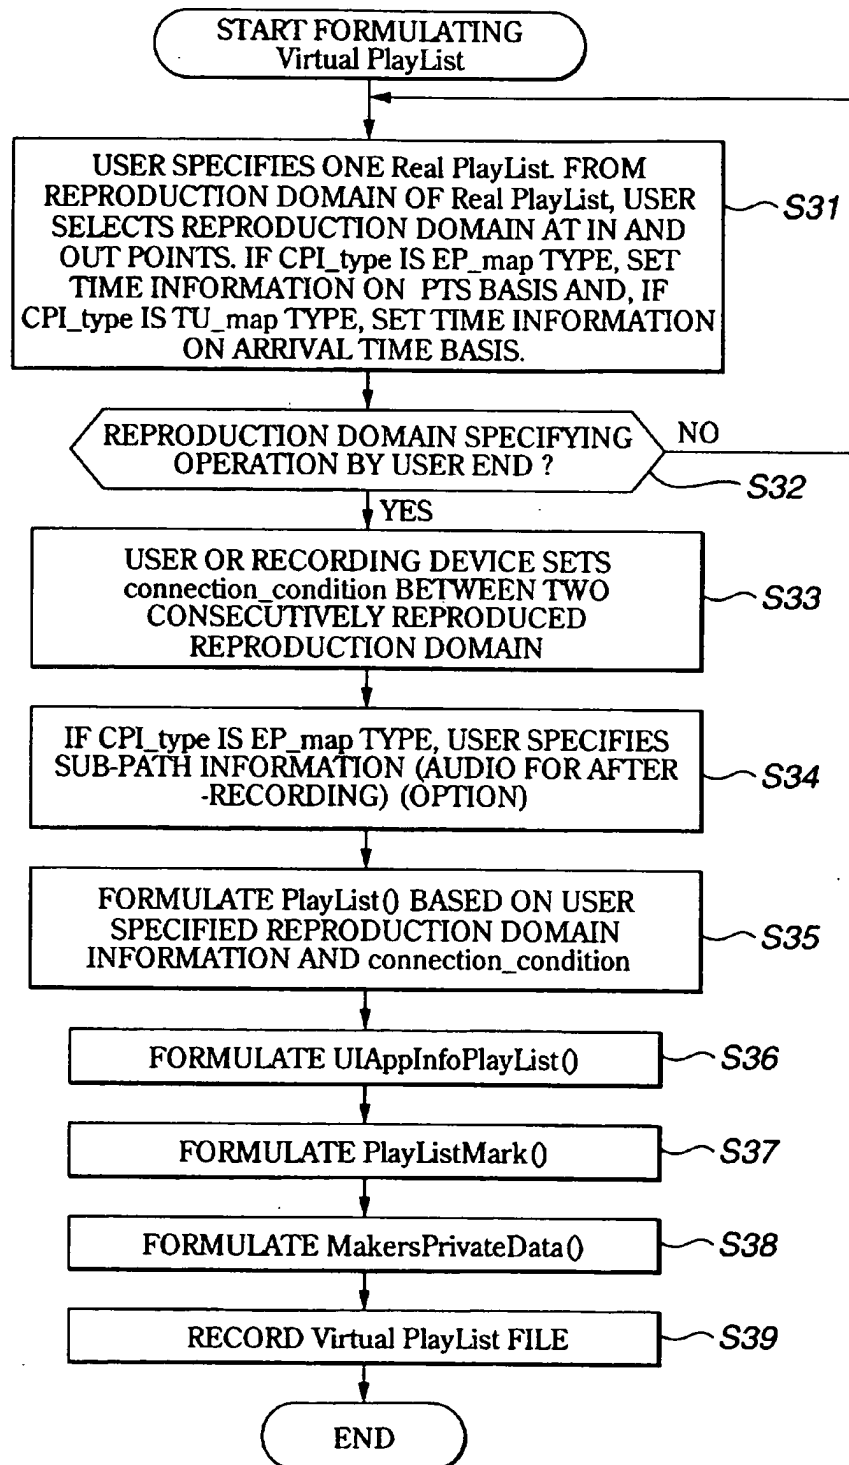 START FORMULATING
Virtual PlayList
USER SPECIFIES ONE Real PlayList. FROM
REPRODUCTION DOMAIN OF Real PlayList, USER
SELECTS REPRODUCTION DOMAIN AT IN AND
OUT POINTS. IF CPI_type IS EP_map TYPE, SET
TIME INFORMATION ON PTS BASIS AND, IF
CPI_type IS TU_map TYPE, SET TIME INFORMATION
ON ARRIVAL TIME BASIS.
S31
REPRODUCTION DOMAIN SPECIFYING
OPERATION BY USER END ?
NO
S32
YES
USER OR RECORDING DEVICE SETS
connection_condition BETWEEN TWO
CONSECUTIVELY REPRODUCED
REPRODUCTION DOMAIN
S33
IF CPI_type IS EP_map TYPE, USER SPECIFIES
SUB-PATH INFORMATION (AUDIO FOR AFTER
-RECORDING) (OPTION)
S34
FORMULATE PlayList() BASED ON USER
SPECIFIED REPRODUCTION DOMAIN
INFORMATION AND connection_condition
S35
FORMULATE UIAppInfoPlayList()
S36
FORMULATE PlayListMark()
S37
FORMULATE MakersPrivateData()
S38
RECORD Virtual PlayList FILE
S39
END